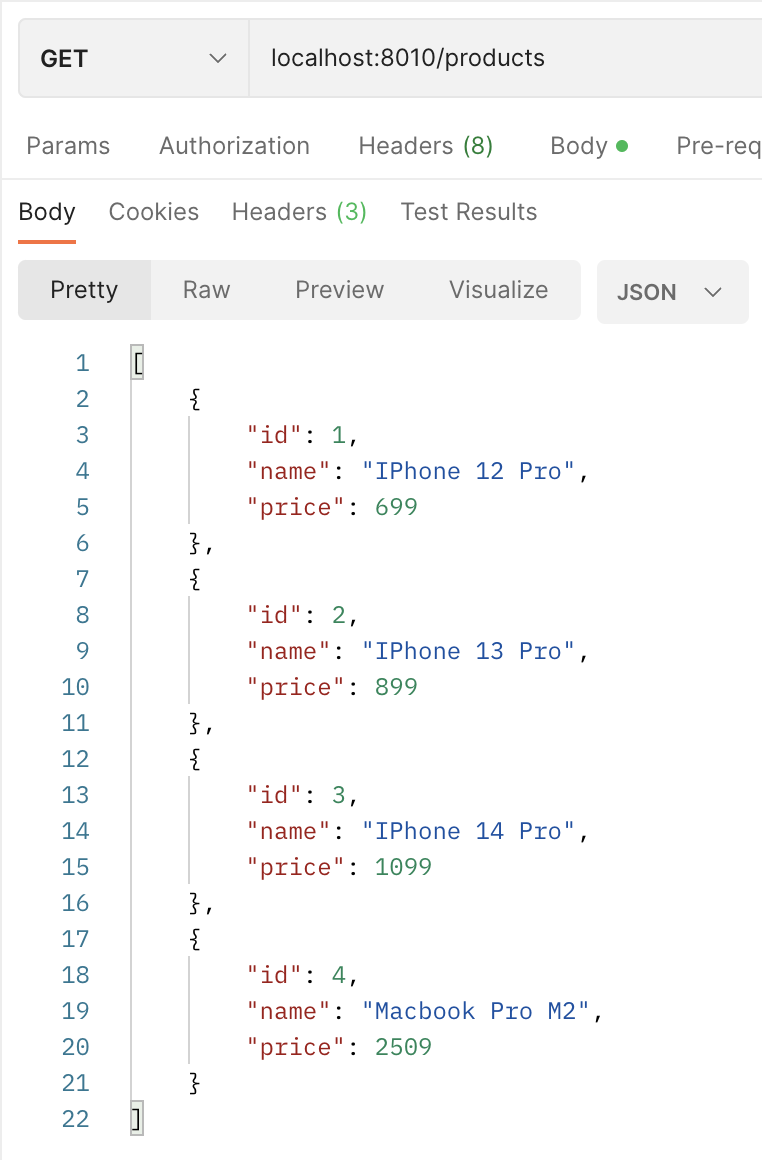 GET localhost:8010/products
Params Authorization Headers (8) Body Pre-req
Body Cookies Headers (3) Test Results
Pretty Raw Preview Visualize JSON
1 [
2 {
3 "id": 1,
4 "name": "IPhone 12 Pro",
5 "price": 699
6 },
7 {
8 "id": 2,
9 "name": "IPhone 13 Pro",
10 "price": 899
11 },
12 {
13 "id": 3,
14 "name": "IPhone 14 Pro",
15 "price": 1099
16 },
17 {
18 "id": 4,
19 "name": "Macbook Pro M2",
20 "price": 2509
21 }
22 ]